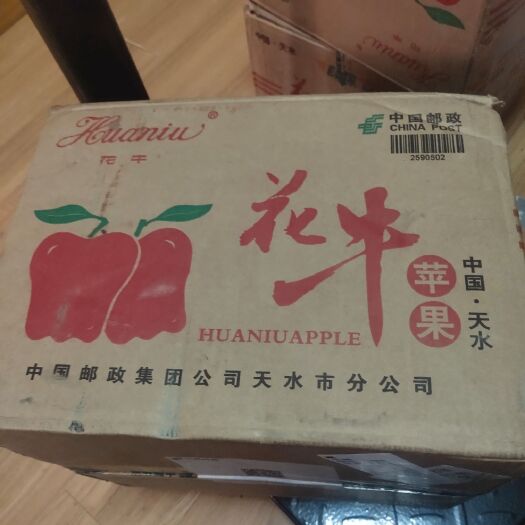 Huaniu®
花牛
中国邮政
CHINA POST
2590502
花牛
苹果
中国·天水
HUANIUAPPLE
中国邮政集团公司天水市分公司